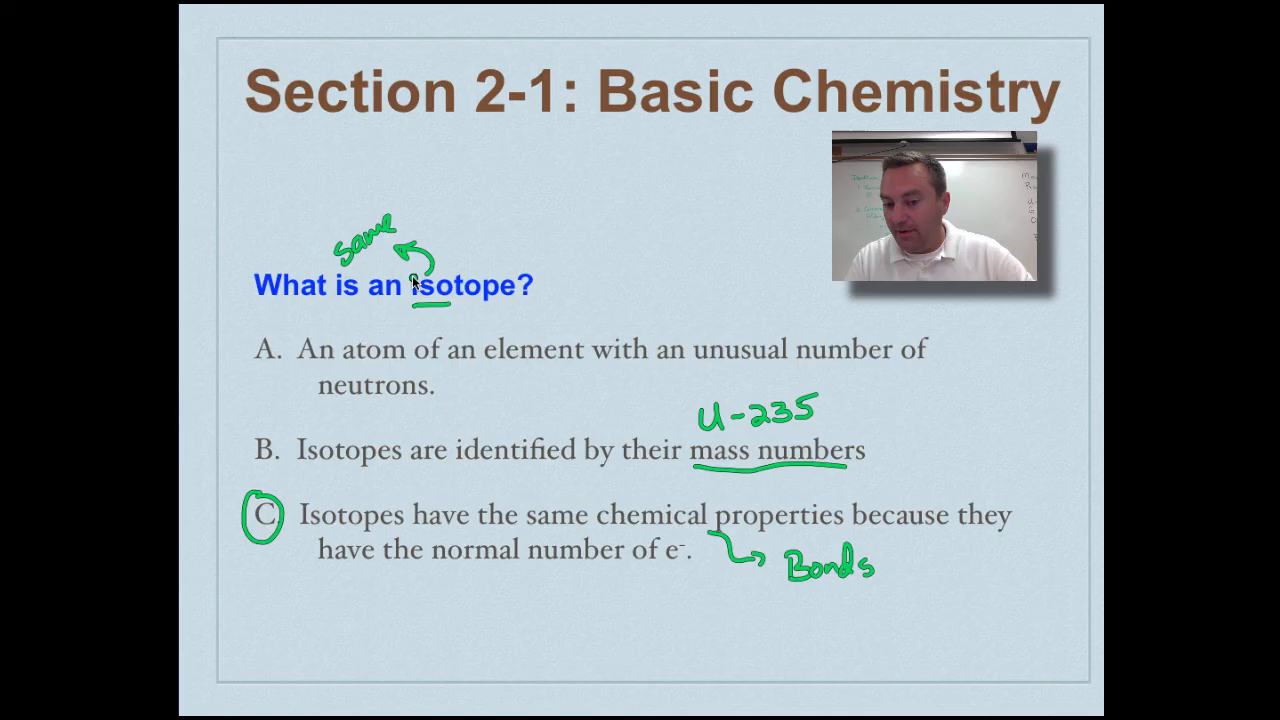 Section 2-1: Basic Chemistry
same
What is an isotope?
A. An atom of an element with an unusual number of
neutrons.
U-235
B. Isotopes are identified by their mass numbers
C. Isotopes have the same chemical properties because they
have the normal number of e⁻.
Bonds